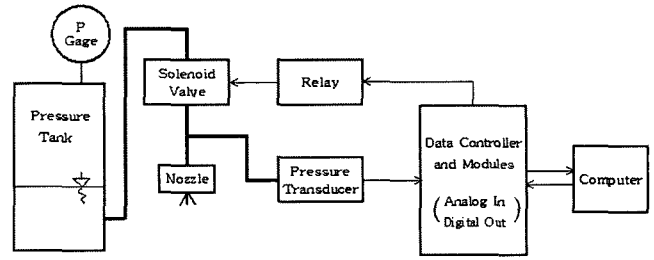 P
Gage
Pressure
Tank
Solenoid
Valve
Relay
Nozzle
Pressure
Transducer
Data Controller
and Modules
(Analog In
Digital Out)
Computer